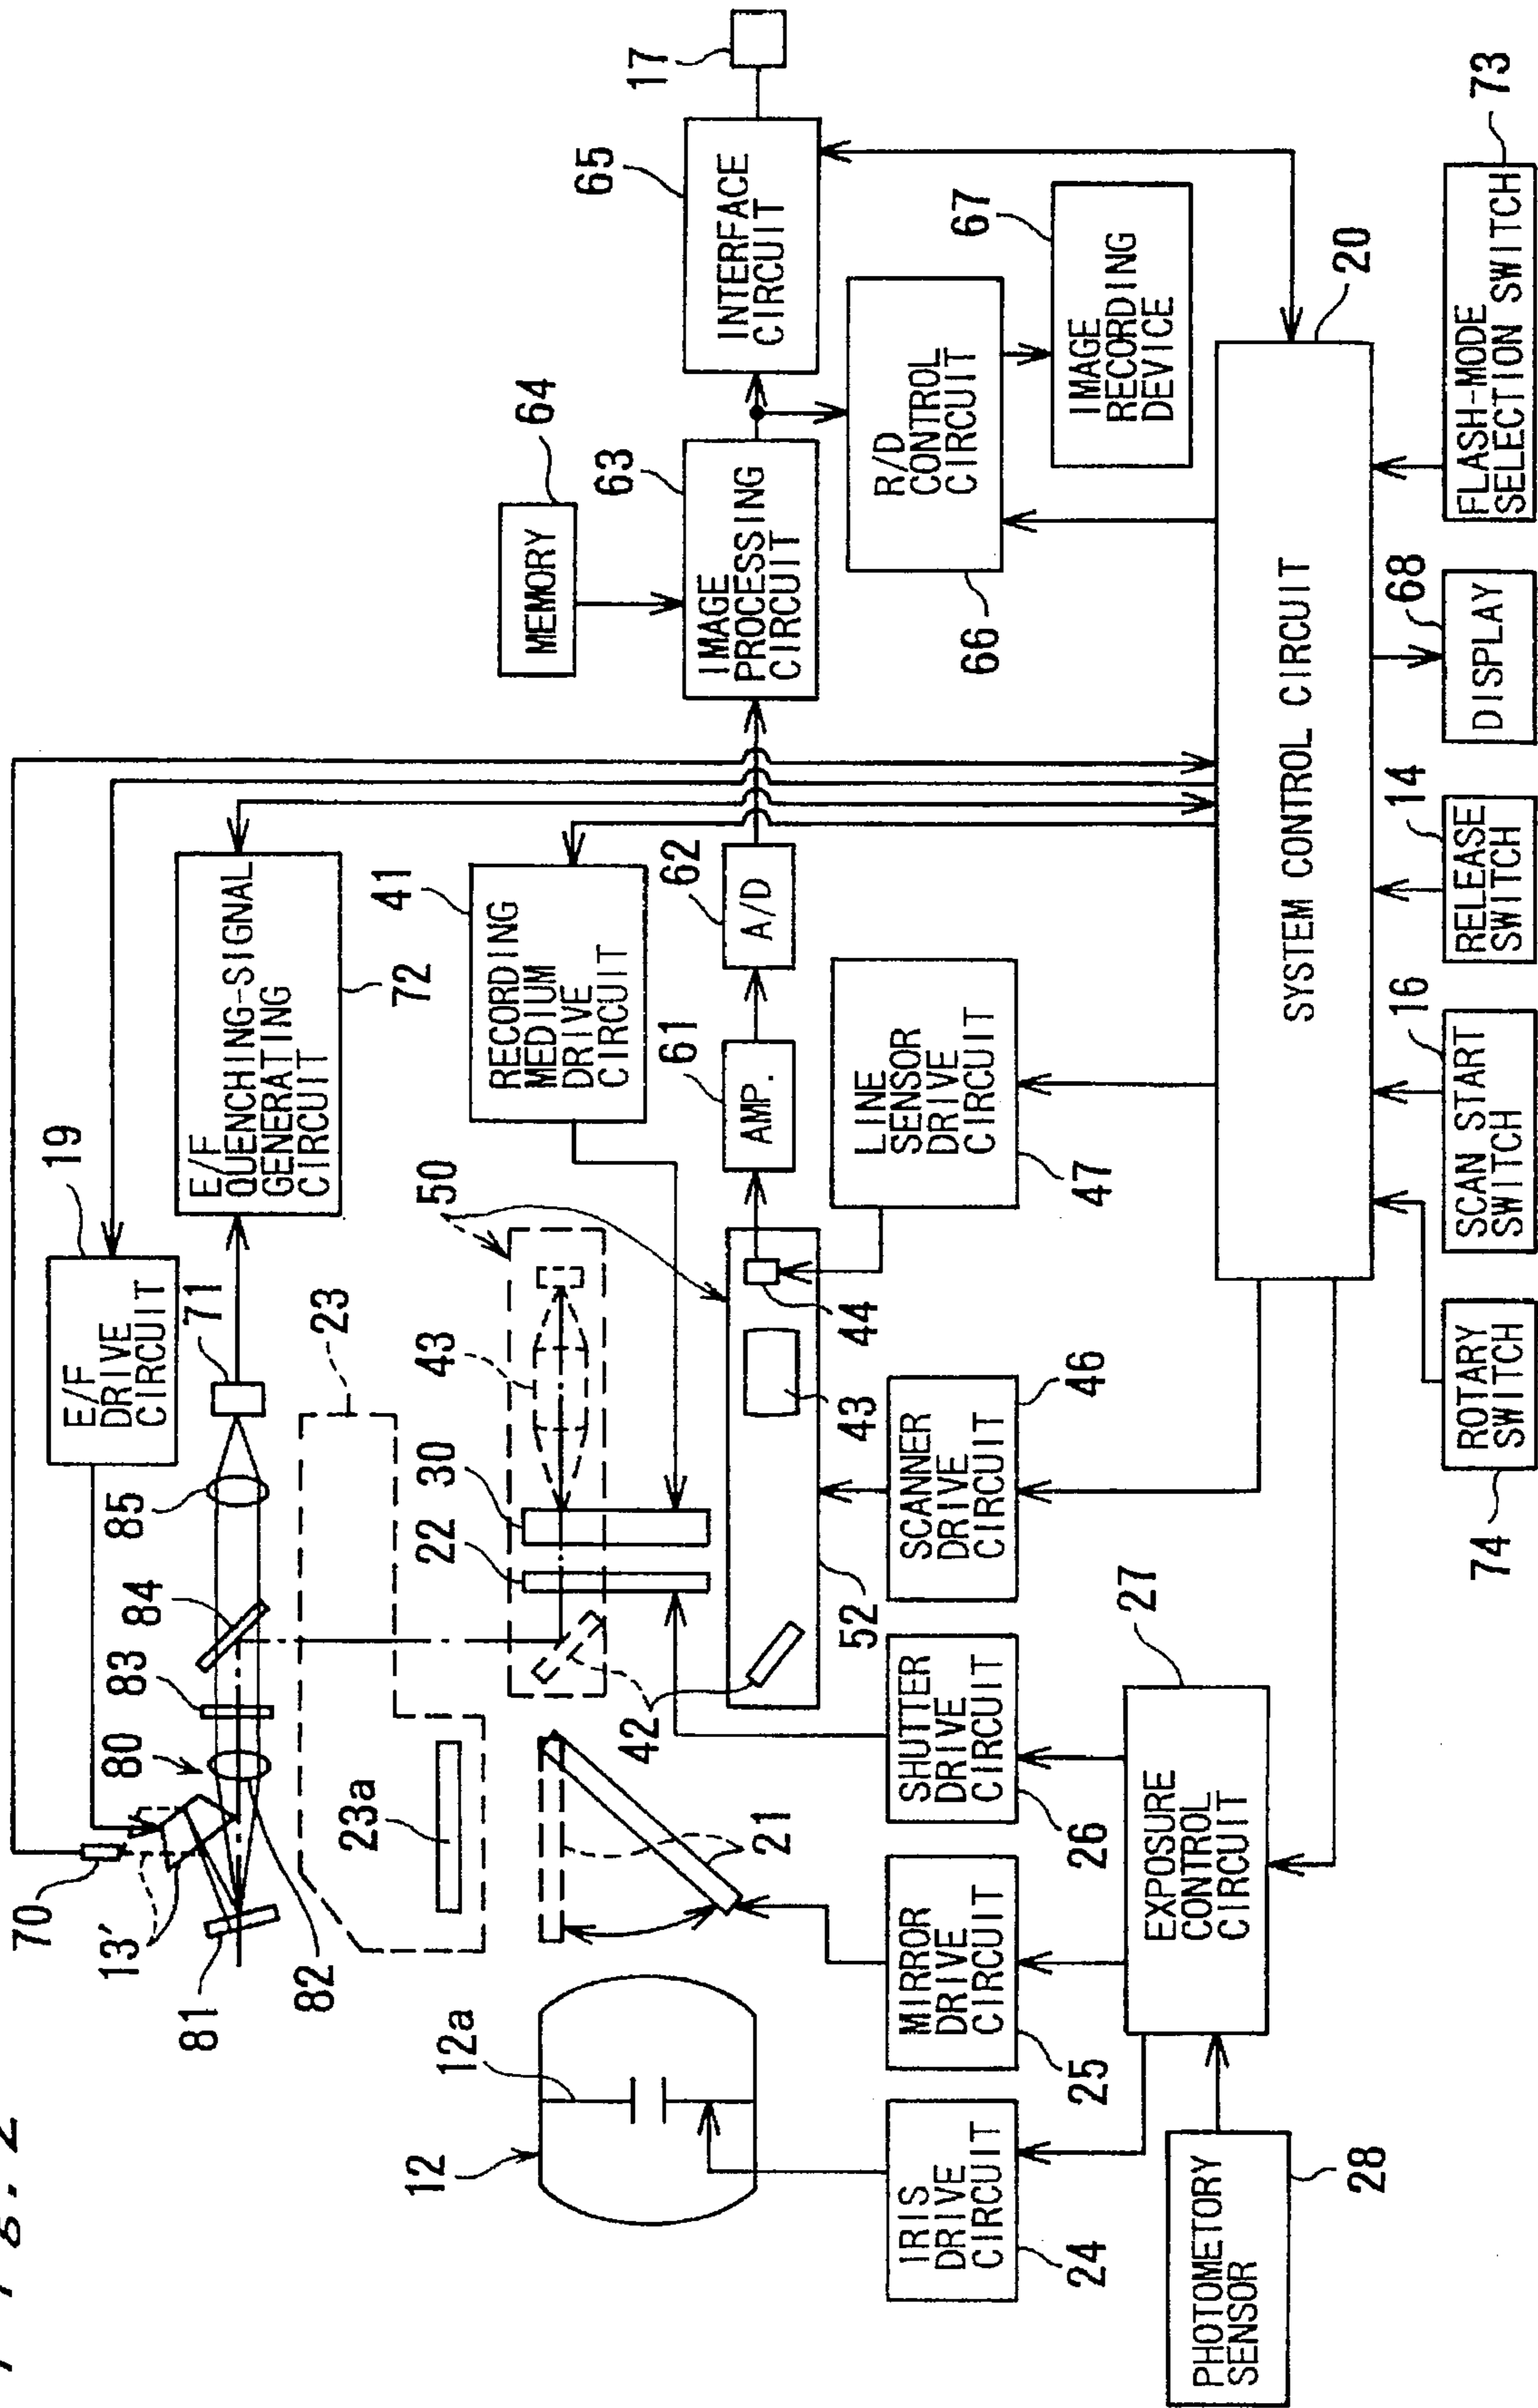 Fig. 2
70
13'
81
80
82
83
84
85
19
E/F
DRIVE
CIRCUIT
71
E/F
QUENCHING-SIGNAL
GENERATING
CIRCUIT
72
23
23a
12
12a
21
42
22
30
43
50
RECORDING
MEDIUM
DRIVE
CIRCUIT
41
52
43
44
AMP.
61
A/D
62
MEMORY
64
IMAGE
PROCESSING
CIRCUIT
63
INTERFACE
CIRCUIT
65
17
R/D
CONTROL
CIRCUIT
66
IMAGE
RECORDING
DEVICE
67
IRIS
DRIVE
CIRCUIT
24
MIRROR
DRIVE
CIRCUIT
25
SHUTTER
DRIVE
CIRCUIT
26
SCANNER
DRIVE
CIRCUIT
46
LINE
SENSOR
DRIVE
CIRCUIT
47
PHOTOMETORY
SENSOR
28
EXPOSURE
CONTROL
CIRCUIT
27
SYSTEM CONTROL CIRCUIT
20
ROTARY
SWITCH
74
SCAN START
SWITCH
16
RELEASE
SWITCH
14
DISPLAY
68
FLASH-MODE
SELECTION SWITCH
73